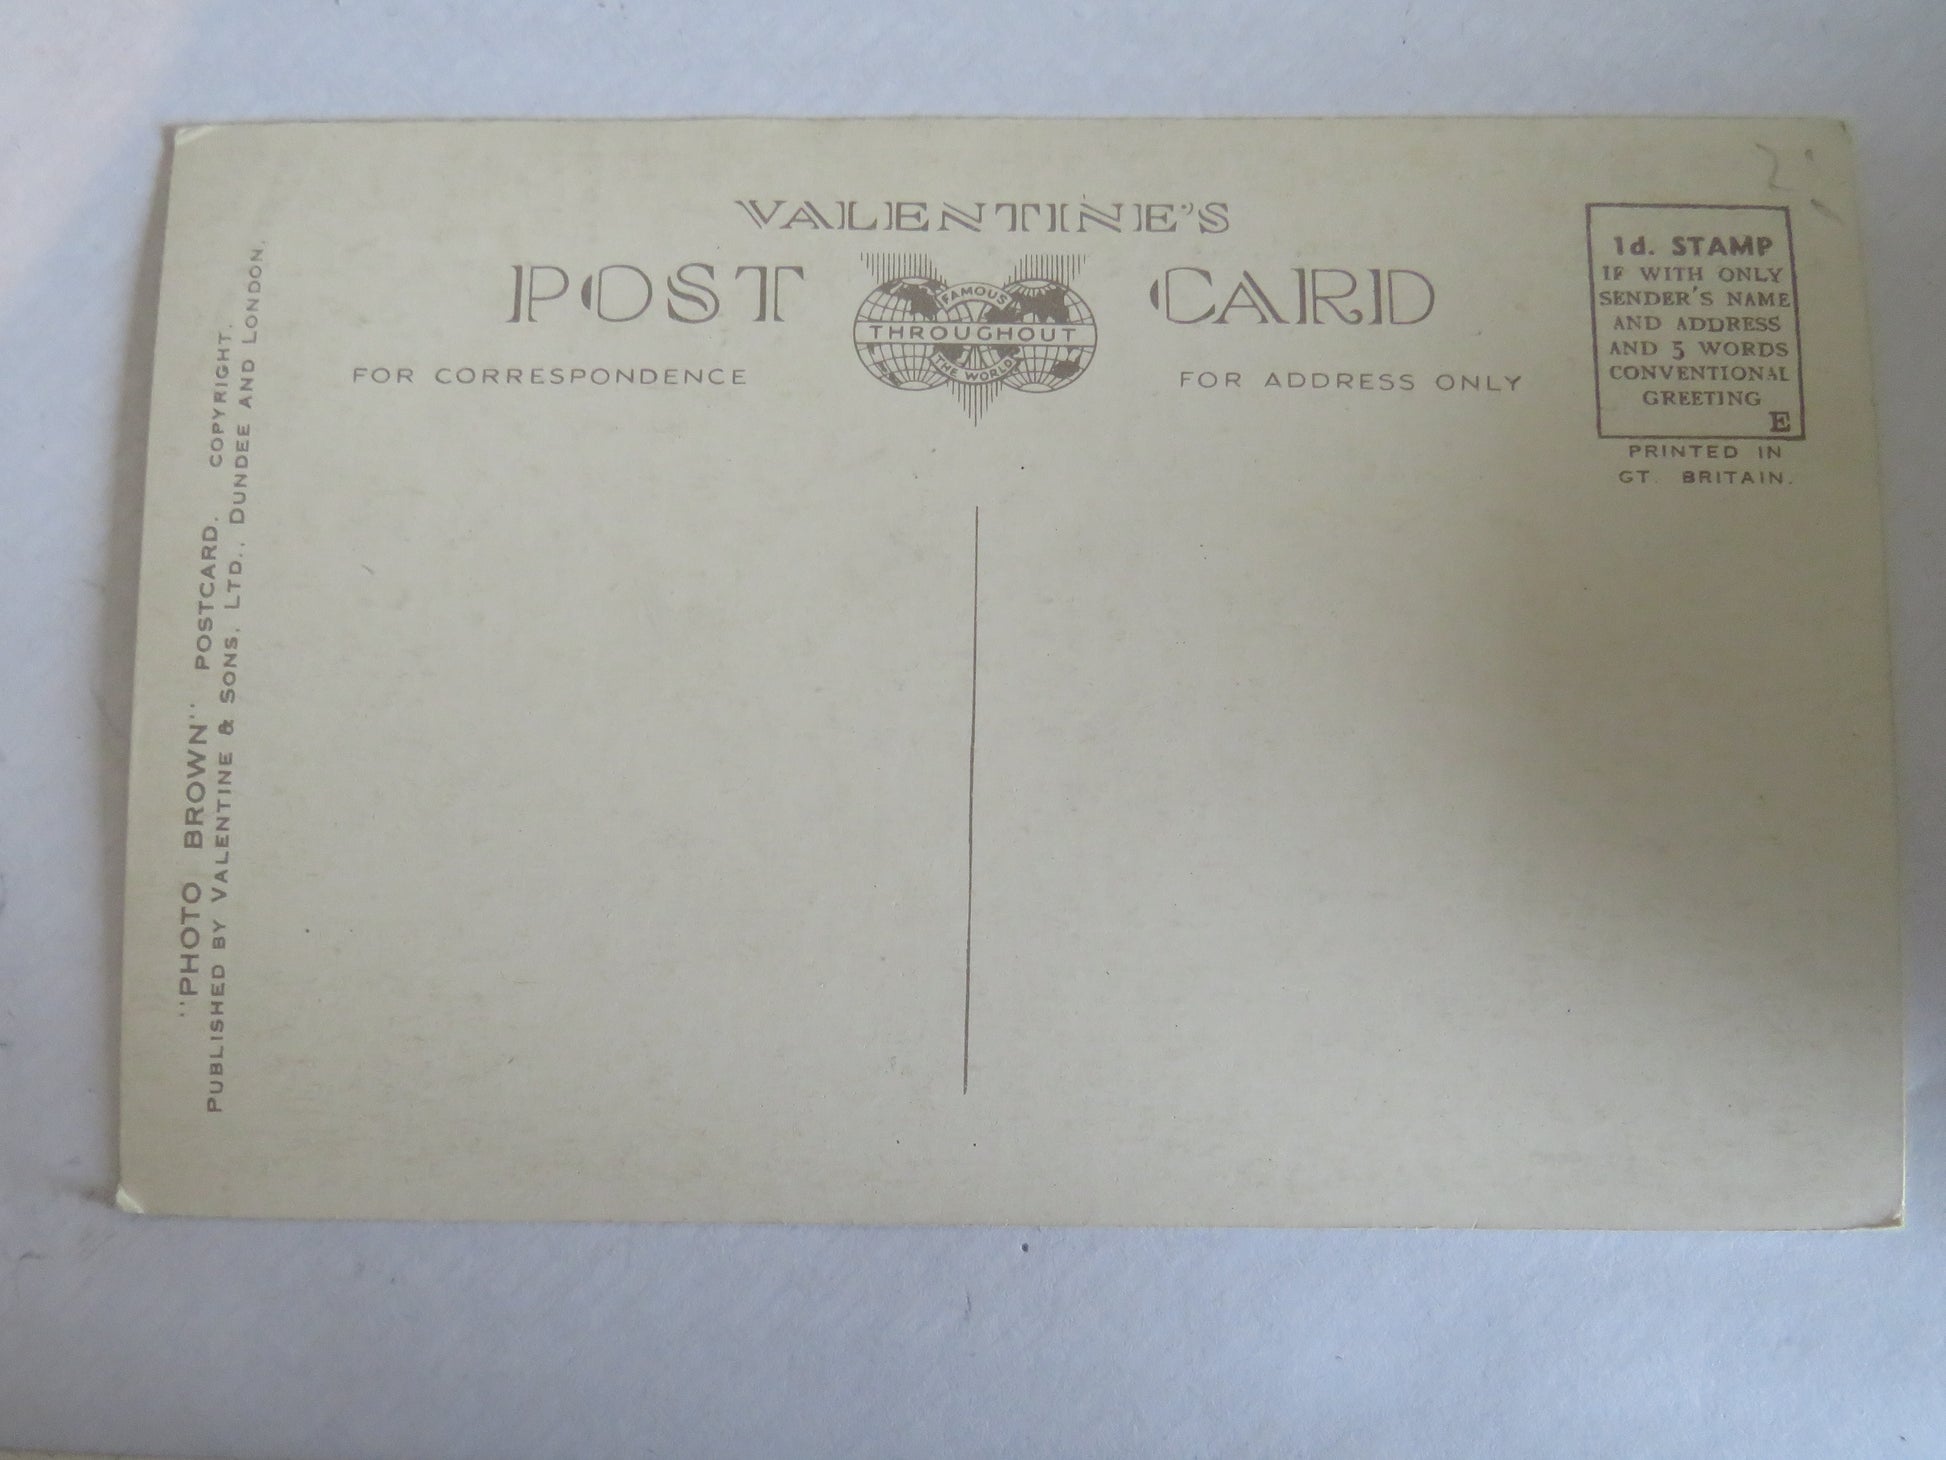 VALENTINE'S
POST CARD
FAMOUS
THROUGHOUT
THE WORLD
FOR CORRESPONDENCE
FOR ADDRESS ONLY
1d. STAMP
IF WITH ONLY
SENDER'S NAME
AND ADDRESS
AND 5 WORDS
CONVENTIONAL
GREETING
E
PRINTED IN
GT. BRITAIN.
"PHOTO BROWN" POSTCARD. COPYRIGHT.
PUBLISHED BY VALENTINE & SONS, LTD., DUNDEE AND LONDON.